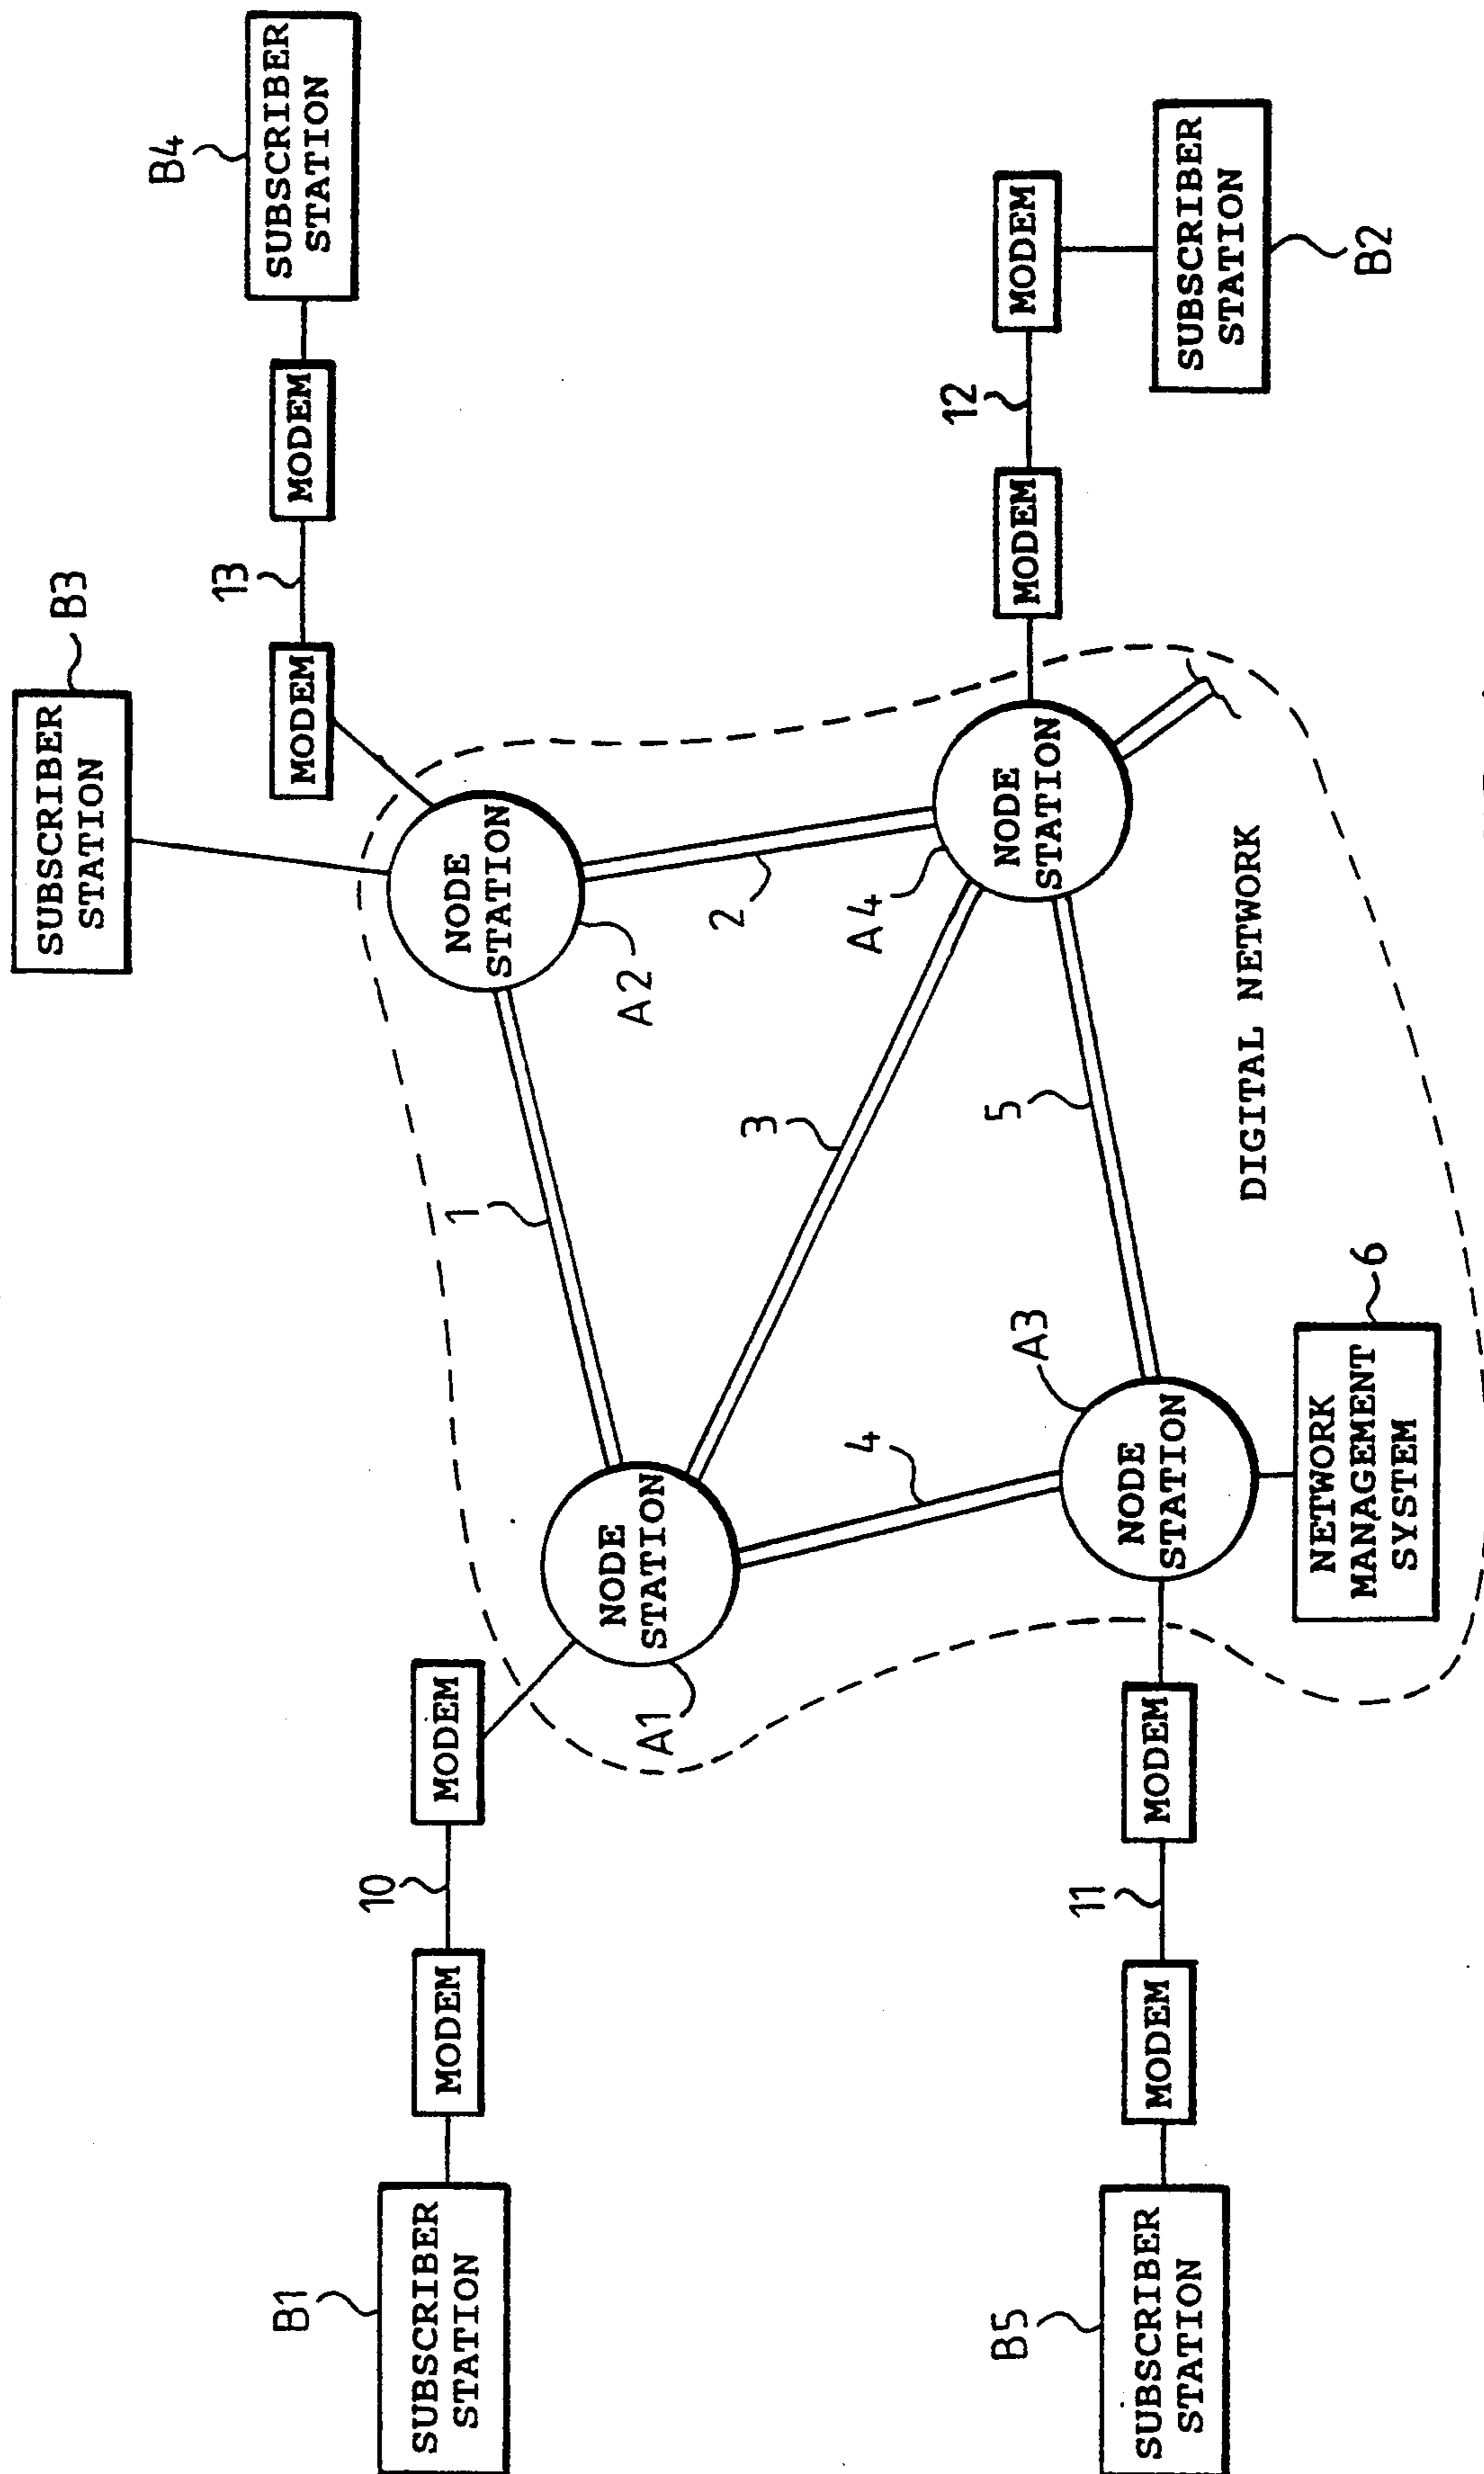 B3
SUBSCRIBER
STATION
B4
SUBSCRIBER
STATION
13
MODEM
MODEM
B1
SUBSCRIBER
STATION
10
MODEM
MODEM
NODE
STATION
A2
1
NODE
STATION
A1
2
3
4
A4
NODE
STATION
12
MODEM
MODEM
SUBSCRIBER
STATION
B2
5
A3
NODE
STATION
B5
SUBSCRIBER
STATION
11
MODEM
MODEM
DIGITAL NETWORK
NETWORK
MANAGEMENT
SYSTEM
6